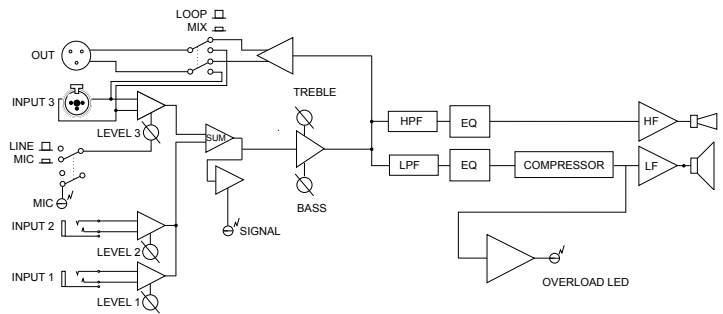 LOOP
MIX
OUT
TREBLE
INPUT 3
HPF
EQ
HF
LEVEL 3
SUM
LINE
MIC
LPF
EQ
COMPRESSOR
LF
MIC
BASS
INPUT 2
SIGNAL
LEVEL 2
INPUT 1
OVERLOAD LED
LEVEL 1